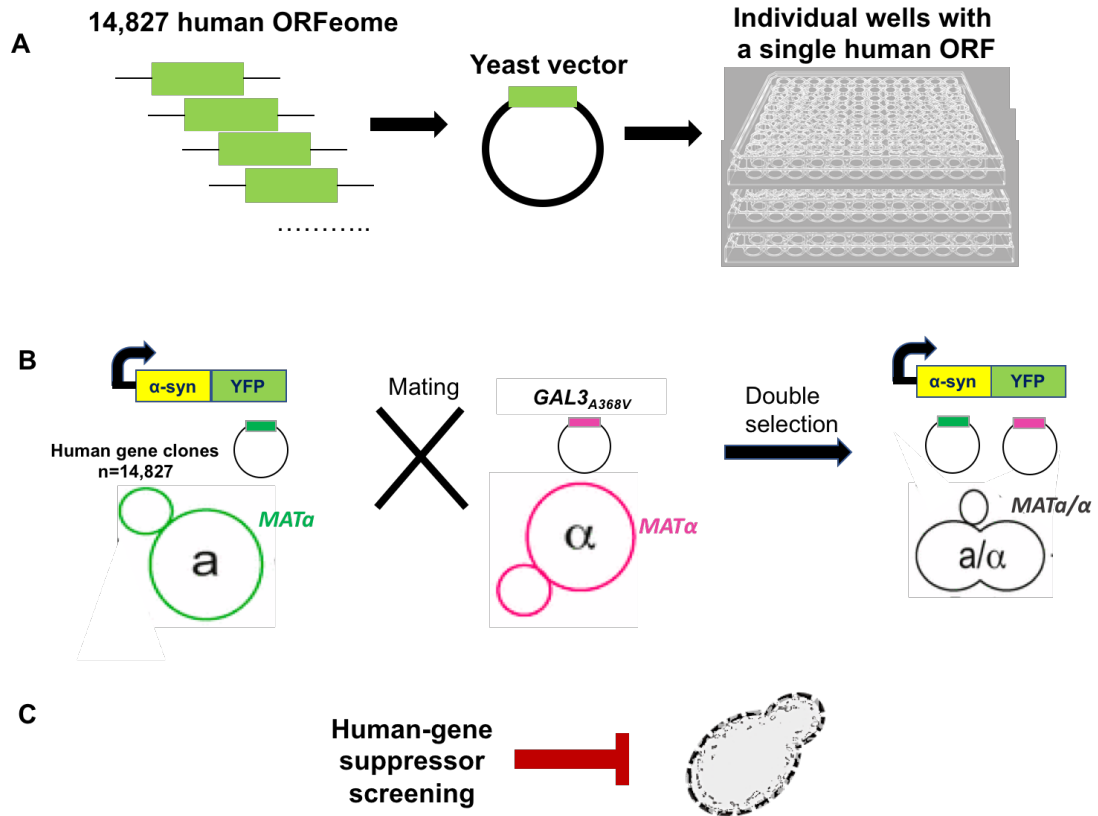 A
14,827 human ORFeome
...........
Yeast vector
Individual wells with
a single human ORF
B
α-syn YFP
Human gene clones
n=14,827
MATa
a
Mating
GAL3A368V
MATα
α
Double
selection
α-syn YFP
MATa/α
a/α
C
Human-gene
suppressor
screening